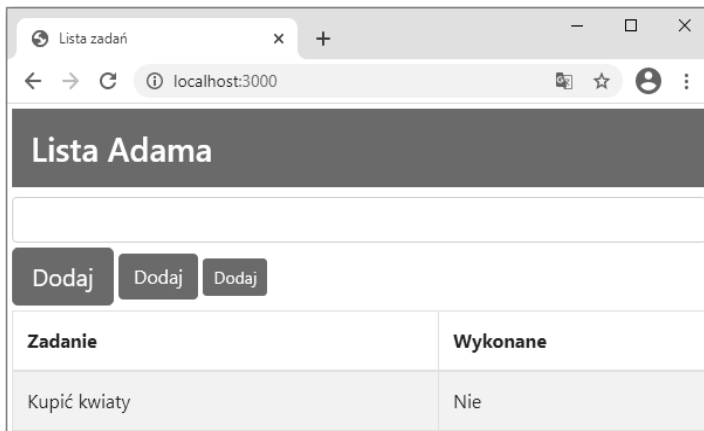 Lista zadań
localhost:3000
Lista Adama
Dodaj Dodaj Dodaj
Zadanie Wykonane
Kupić kwiaty Nie